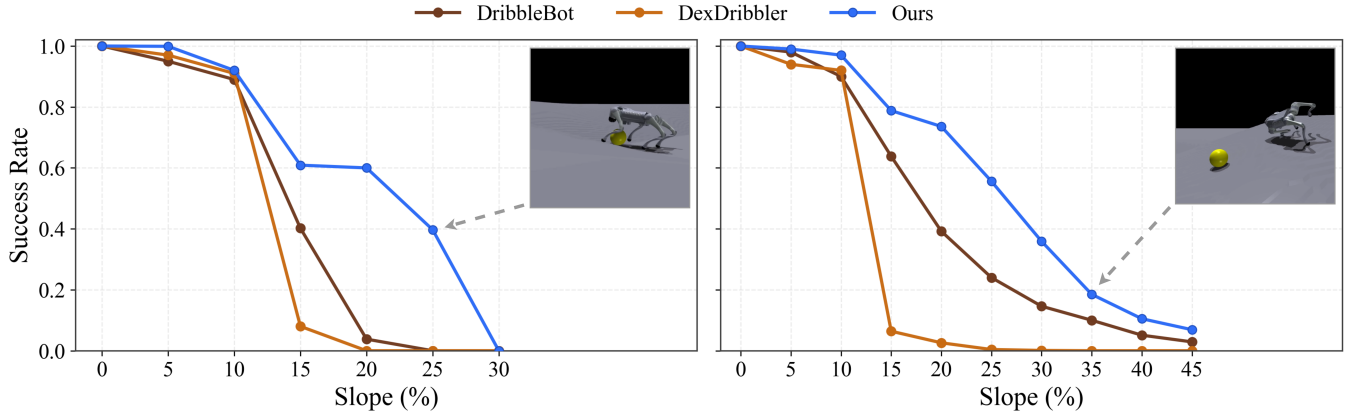 DribbleBot DexDribbler Ours
Success Rate
1.0
0.8
0.6
0.4
0.2
0.0
0 5 10 15 20 25 30
Slope (%)
0 5 10 15 20 25 30 35 40 45
Slope (%)